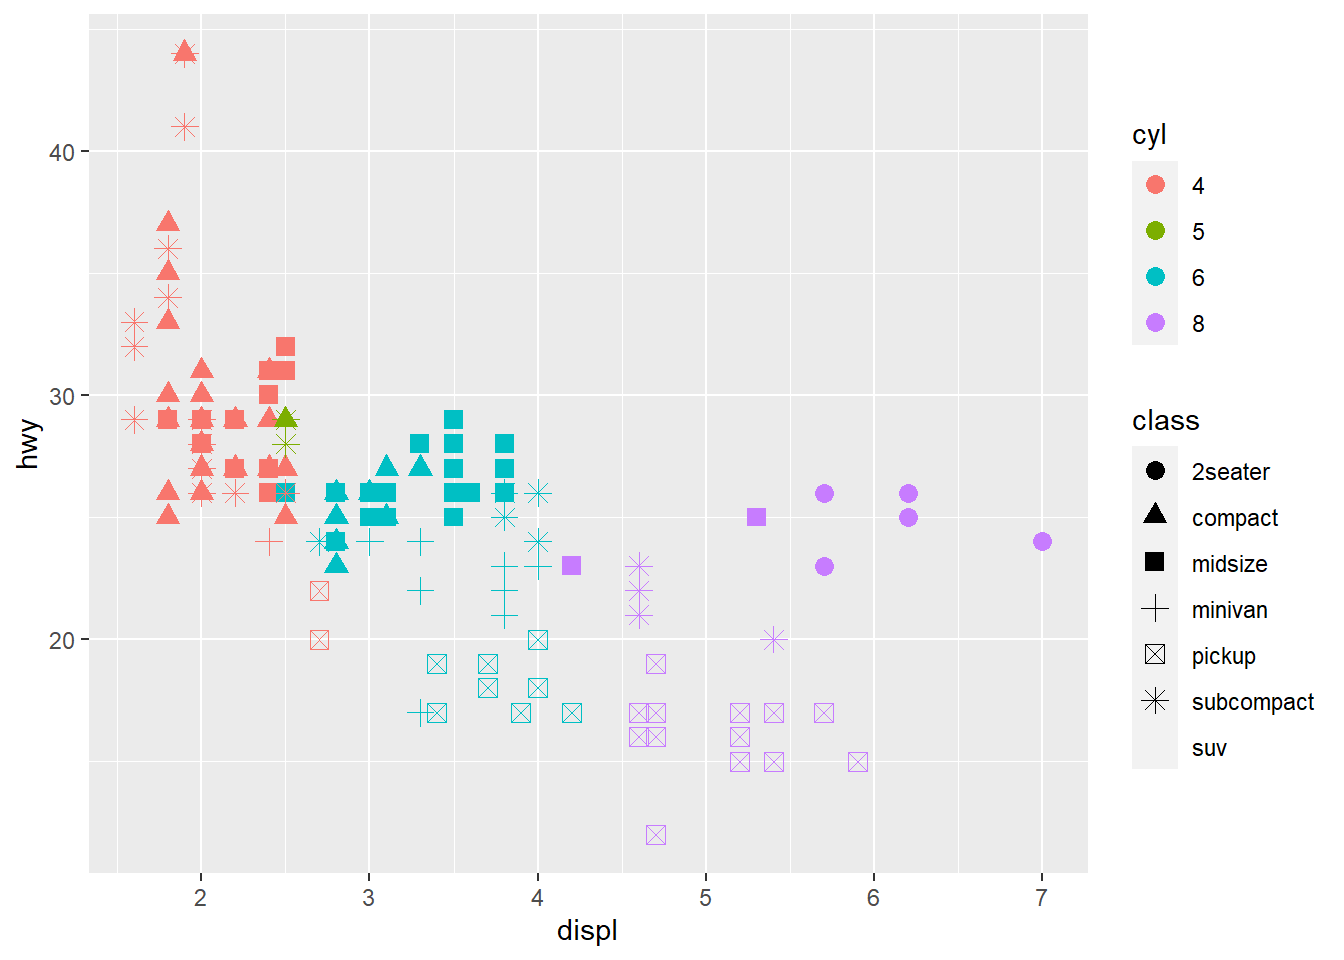 40
30
20
hwy
2 3 4 5 6 7
displ
cyl
4
5
6
8
class
2seater
compact
midsize
minivan
pickup
subcompact
suv